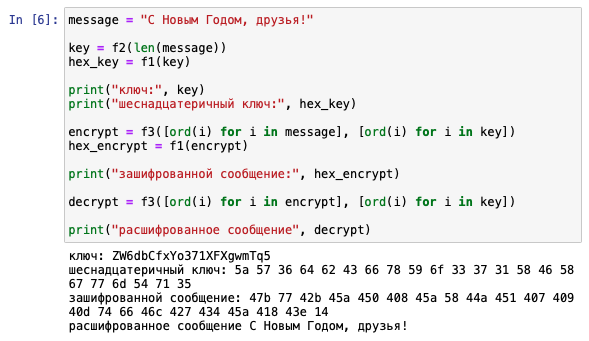 In [6]: message = "С Новым Годом, друзья!"
key = f2(len(message))
hex_key = f1(key)
print("ключ:", key)
print("шеснадцатеричный ключ:", hex_key)
encrypt = f3([ord(i) for i in message], [ord(i) for i in key])
hex_encrypt = f1(encrypt)
print("зашифрованной сообщение:", hex_encrypt)
decrypt = f3([ord(i) for i in encrypt], [ord(i) for i in key])
print("расшифрованное сообщение", decrypt)
ключ: ZW6dbCfxYo371XFXgwmTq5
шеснадцатеричный ключ: 5a 57 36 64 62 43 66 78 59 6f 33 37 31 58 46 58
67 77 6d 54 71 35
зашифрованной сообщение: 47b 77 42b 45a 450 408 45a 58 44a 451 407 409
40d 74 66 46c 427 434 45a 418 43e 14
расшифрованное сообщение С Новым Годом, друзья!